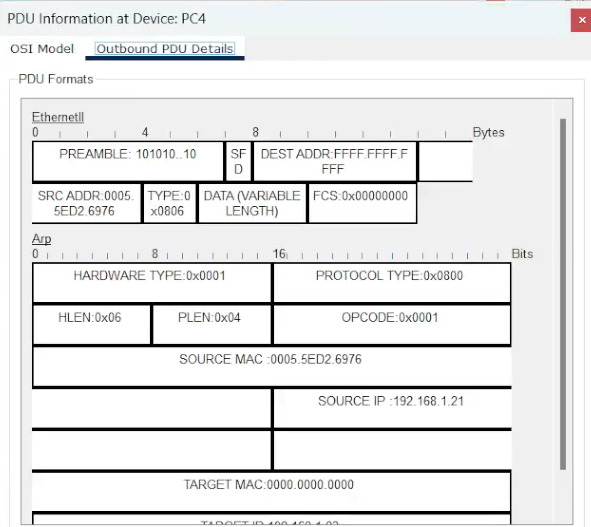 PDU Information at Device: PC4
OSI Model Outbound PDU Details
PDU Formats
EthernetII
0 4 8 Bytes
PREAMBLE: 101010..10 SF DEST ADDR:FFFF.FFFF.F
D FFF
SRC ADDR:0005. TYPE:0 DATA (VARIABLE FCS:0x00000000
5ED2.6976 x0806 LENGTH)
Arp
0 8 16 Bits
HARDWARE TYPE:0x0001 PROTOCOL TYPE:0x0800
HLEN:0x06 PLEN:0x04 OPCODE:0x0001
SOURCE MAC :0005.5ED2.6976
SOURCE IP :192.168.1.21
TARGET MAC:0000.0000.0000
TARGET IP